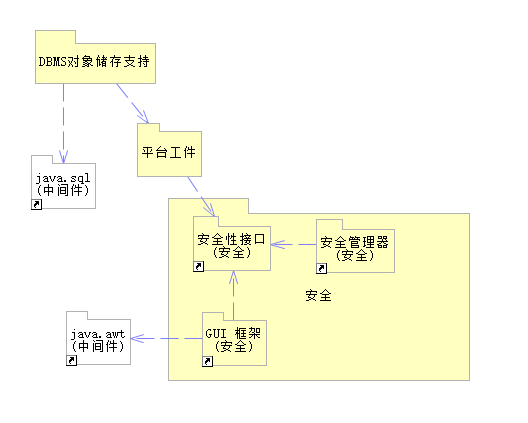 DBMS对象储存支持
平台工件
java.sql
(中间件)
安全性接口
(安全)
安全管理器
(安全)
安全
java.awt
(中间件)
GUI 框架
(安全)